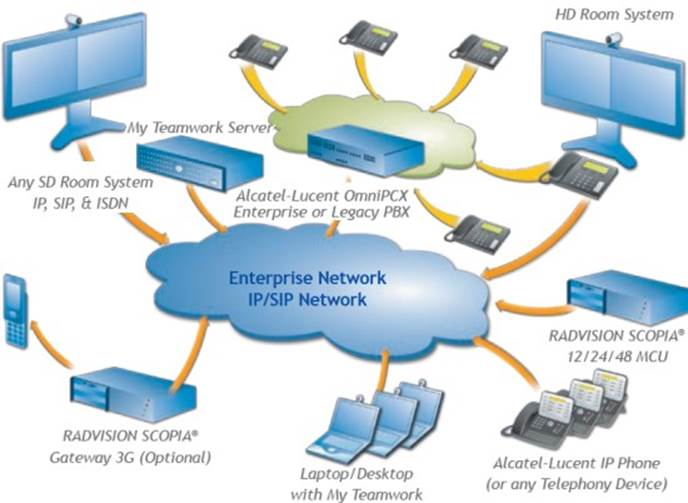 HD Room System
My Teamwork Server
Any SD Room System
IP, SIP, & ISDN
Alcatel-Lucent OmniPCX
Enterprise or Legacy PBX
Enterprise Network
IP/SIP Network
RADVISION SCOPIA®
12/24/48 MCU
RADVISION SCOPIA®
Gateway 3G (Optional)
Laptop/Desktop
with My Teamwork
Alcatel-Lucent IP Phone
(or any Telephony Device)